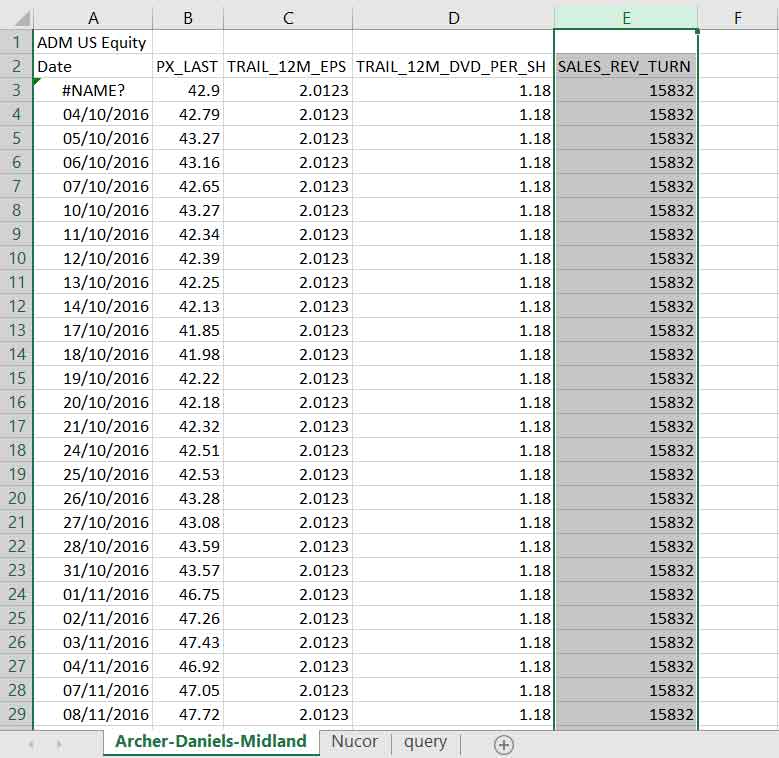 A B C D E F
1 ADM US Equity
2 Date PX_LAST TRAIL_12M_EPS TRAIL_12M_DVD_PER_SH SALES_REV_TURN
3 #NAME? 42.9 2.0123 1.18 15832
4 04/10/2016 42.79 2.0123 1.18 15832
5 05/10/2016 43.27 2.0123 1.18 15832
6 06/10/2016 43.16 2.0123 1.18 15832
7 07/10/2016 42.65 2.0123 1.18 15832
8 10/10/2016 43.27 2.0123 1.18 15832
9 11/10/2016 42.34 2.0123 1.18 15832
10 12/10/2016 42.39 2.0123 1.18 15832
11 13/10/2016 42.25 2.0123 1.18 15832
12 14/10/2016 42.13 2.0123 1.18 15832
13 17/10/2016 41.85 2.0123 1.18 15832
14 18/10/2016 41.98 2.0123 1.18 15832
15 19/10/2016 42.22 2.0123 1.18 15832
16 20/10/2016 42.18 2.0123 1.18 15832
17 21/10/2016 42.32 2.0123 1.18 15832
18 24/10/2016 42.51 2.0123 1.18 15832
19 25/10/2016 42.53 2.0123 1.18 15832
20 26/10/2016 43.28 2.0123 1.18 15832
21 27/10/2016 43.08 2.0123 1.18 15832
22 28/10/2016 43.59 2.0123 1.18 15832
23 31/10/2016 43.57 2.0123 1.18 15832
24 01/11/2016 46.75 2.0123 1.18 15832
25 02/11/2016 47.26 2.0123 1.18 15832
26 03/11/2016 47.43 2.0123 1.18 15832
27 04/11/2016 46.92 2.0123 1.18 15832
28 07/11/2016 47.05 2.0123 1.18 15832
29 08/11/2016 47.72 2.0123 1.18 15832
Archer-Daniels-Midland Nucor query